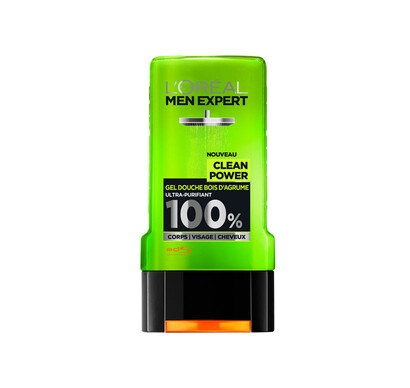 L'ORÉAL
MEN EXPERT
NOUVEAU
CLEAN
POWER
GEL DOUCHE BOIS D'AGRUME
ULTRA-PURIFIANT
100%
CORPS | VISAGE | CHEVEUX